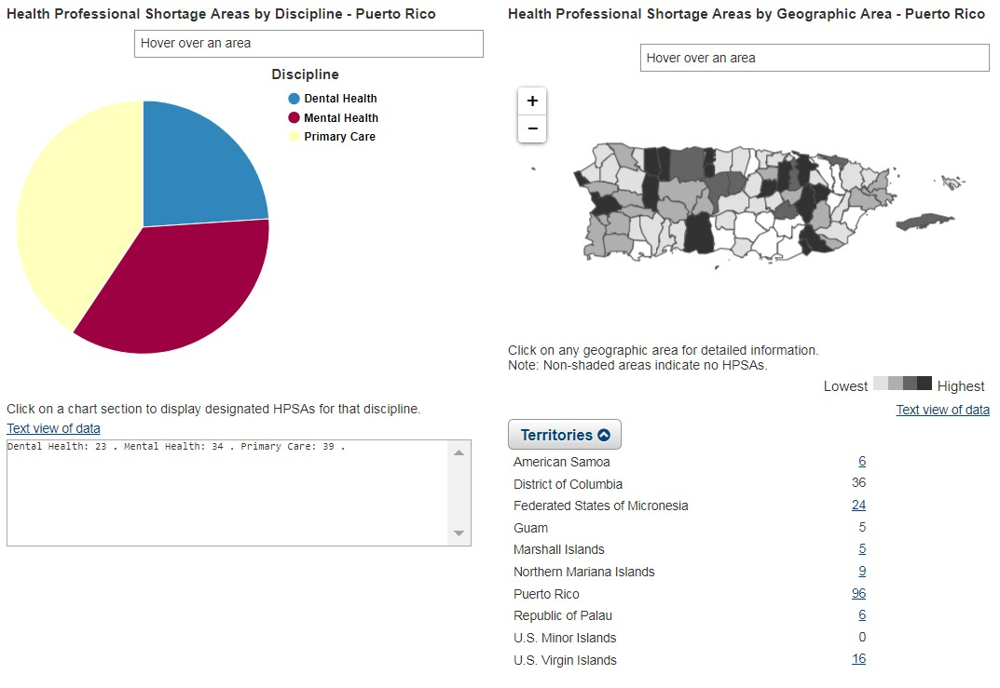 Health Professional Shortage Areas by Discipline - Puerto Rico
Hover over an area
Discipline
Dental Health
Mental Health
Primary Care
Click on a chart section to display designated HPSAs for that discipline.
Text view of data
Dental Health: 23 . Mental Health: 34 . Primary Care: 39 .
Health Professional Shortage Areas by Geographic Area - Puerto Rico
Hover over an area
+
−
Click on any geographic area for detailed information.
Note: Non-shaded areas indicate no HPSAs.
Lowest Highest
Text view of data
Territories
American Samoa 6
District of Columbia 36
Federated States of Micronesia 24
Guam 5
Marshall Islands 5
Northern Mariana Islands 9
Puerto Rico 96
Republic of Palau 6
U.S. Minor Islands 0
U.S. Virgin Islands 16